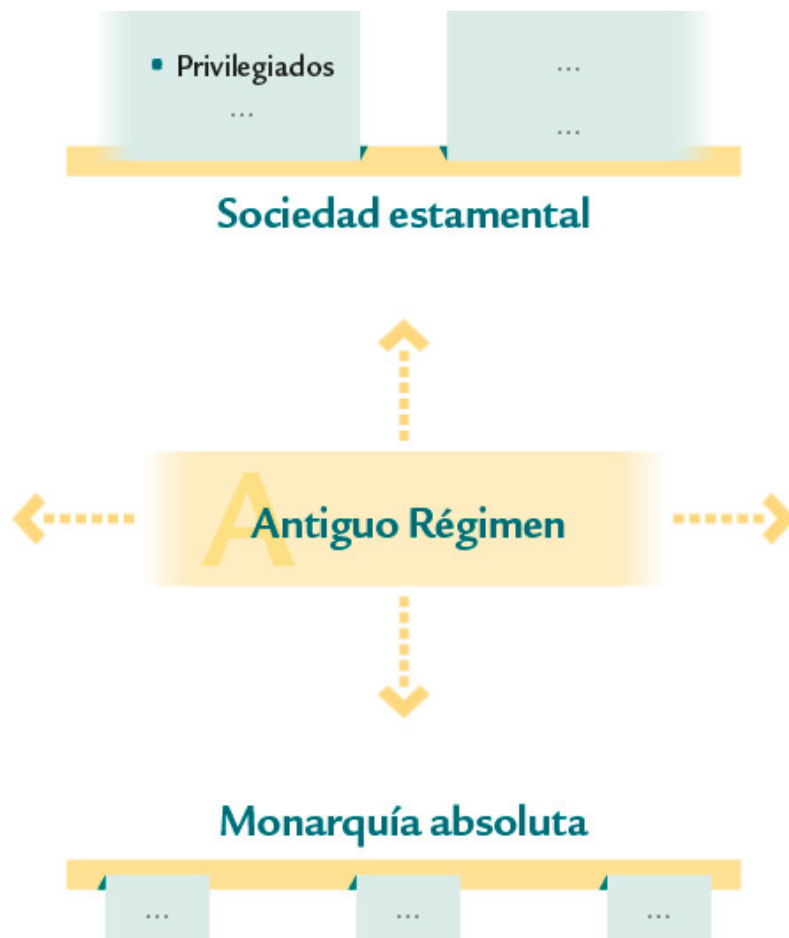 • Privilegiados
...
...
...
Sociedad estamental
A
Antiguo Régimen
Monarquía absoluta
...
...
...